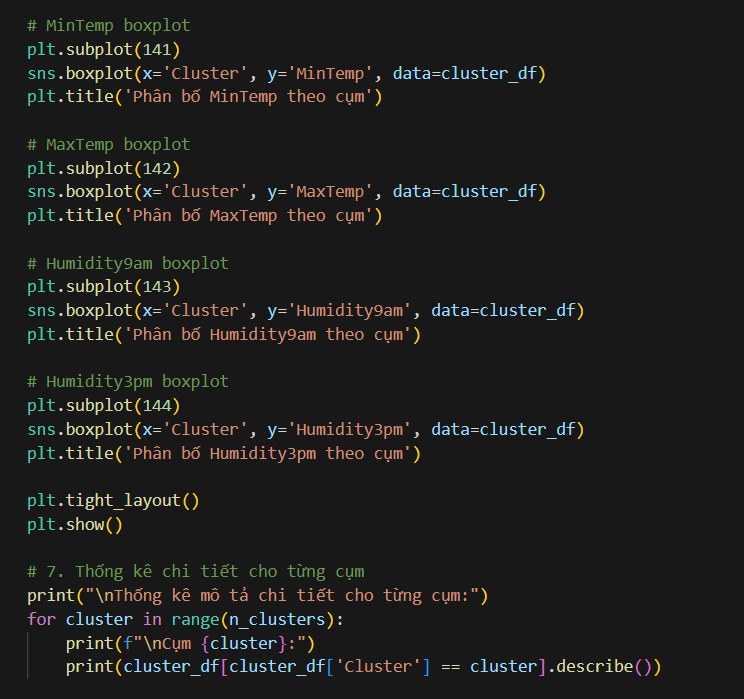 # MinTemp boxplot
plt.subplot(141)
sns.boxplot(x='Cluster', y='MinTemp', data=cluster_df)
plt.title('Phân bố MinTemp theo cụm')

# MaxTemp boxplot
plt.subplot(142)
sns.boxplot(x='Cluster', y='MaxTemp', data=cluster_df)
plt.title('Phân bố MaxTemp theo cụm')

# Humidity9am boxplot
plt.subplot(143)
sns.boxplot(x='Cluster', y='Humidity9am', data=cluster_df)
plt.title('Phân bố Humidity9am theo cụm')

# Humidity3pm boxplot
plt.subplot(144)
sns.boxplot(x='Cluster', y='Humidity3pm', data=cluster_df)
plt.title('Phân bố Humidity3pm theo cụm')

plt.tight_layout()
plt.show()

# 7. Thống kê chi tiết cho từng cụm
print("\nThống kê mô tả chi tiết cho từng cụm:")
for cluster in range(n_clusters):
    print(f"\nCụm {cluster}:")
    print(cluster_df[cluster_df['Cluster'] == cluster].describe())